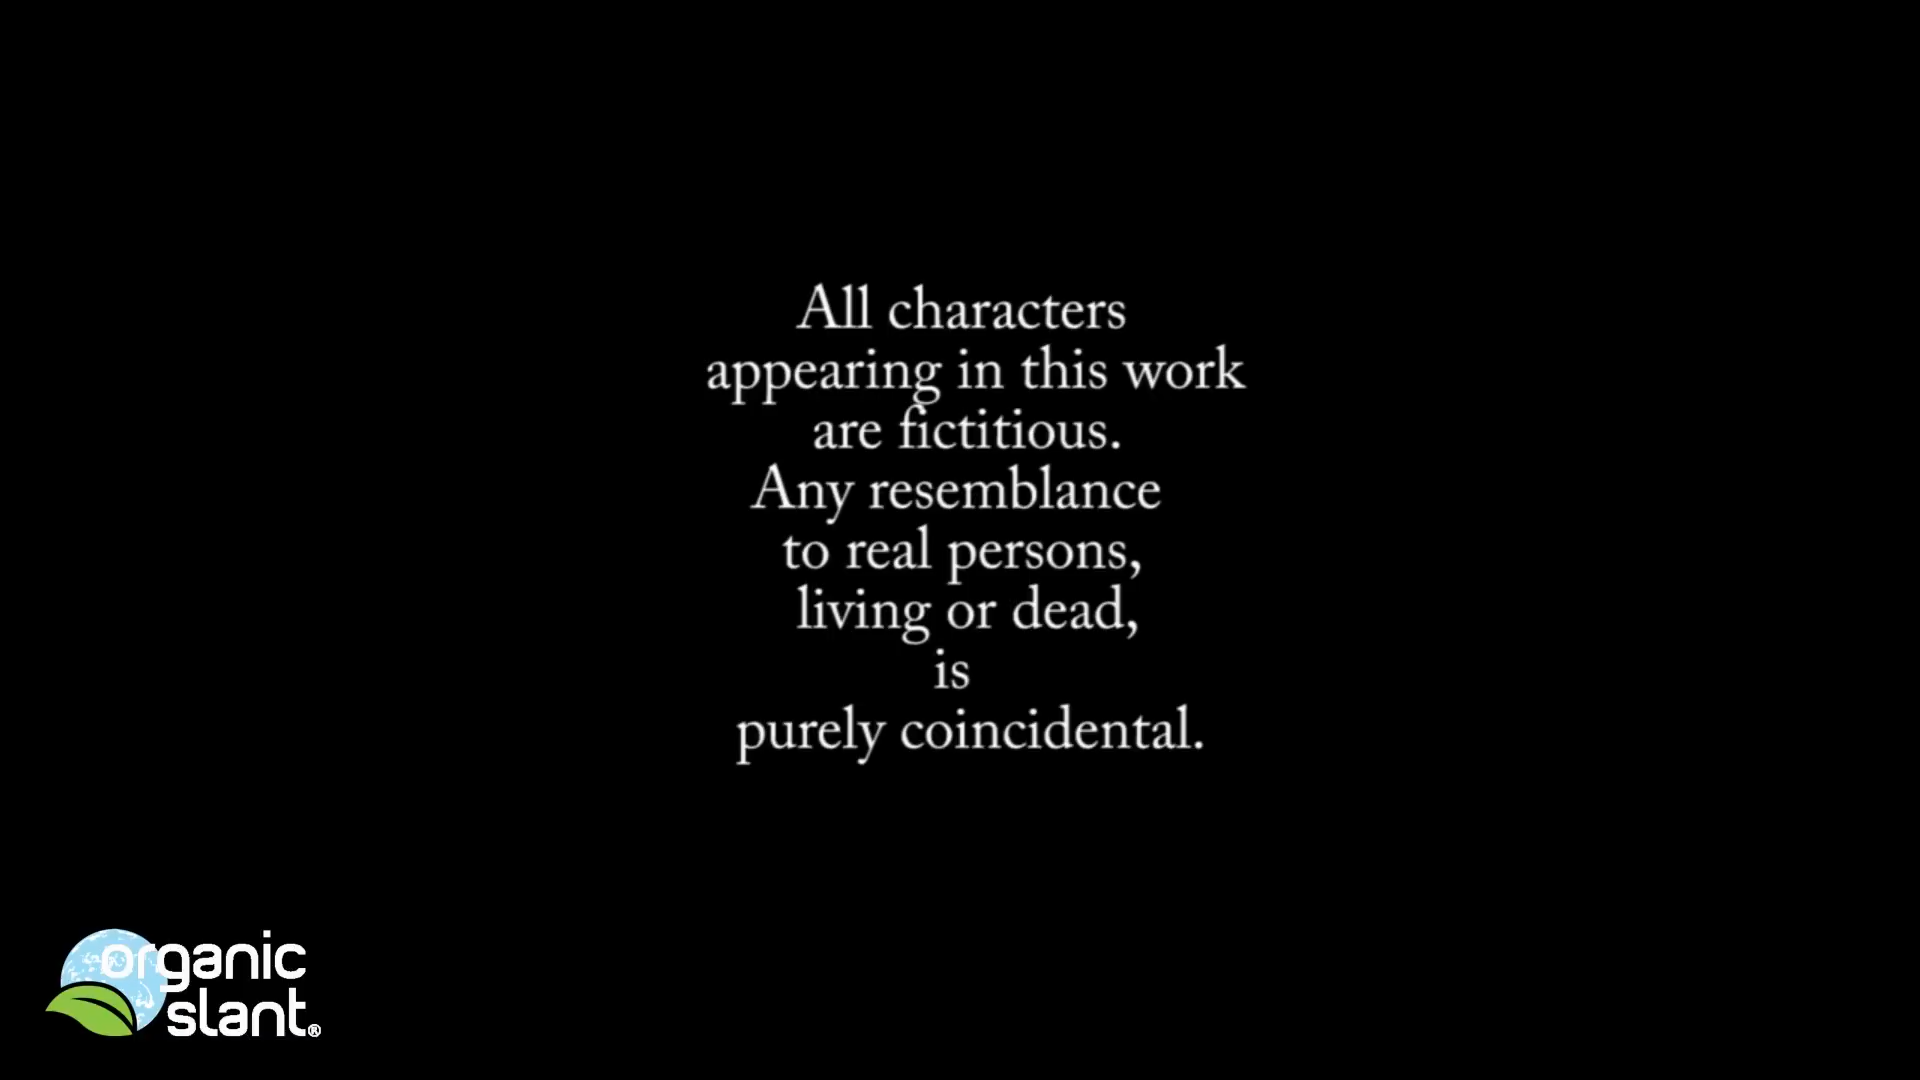 All characters
appearing in this work
are fictitious.
Any resemblance
to real persons,
living or dead,
is
purely coincidental.
organic
slant®